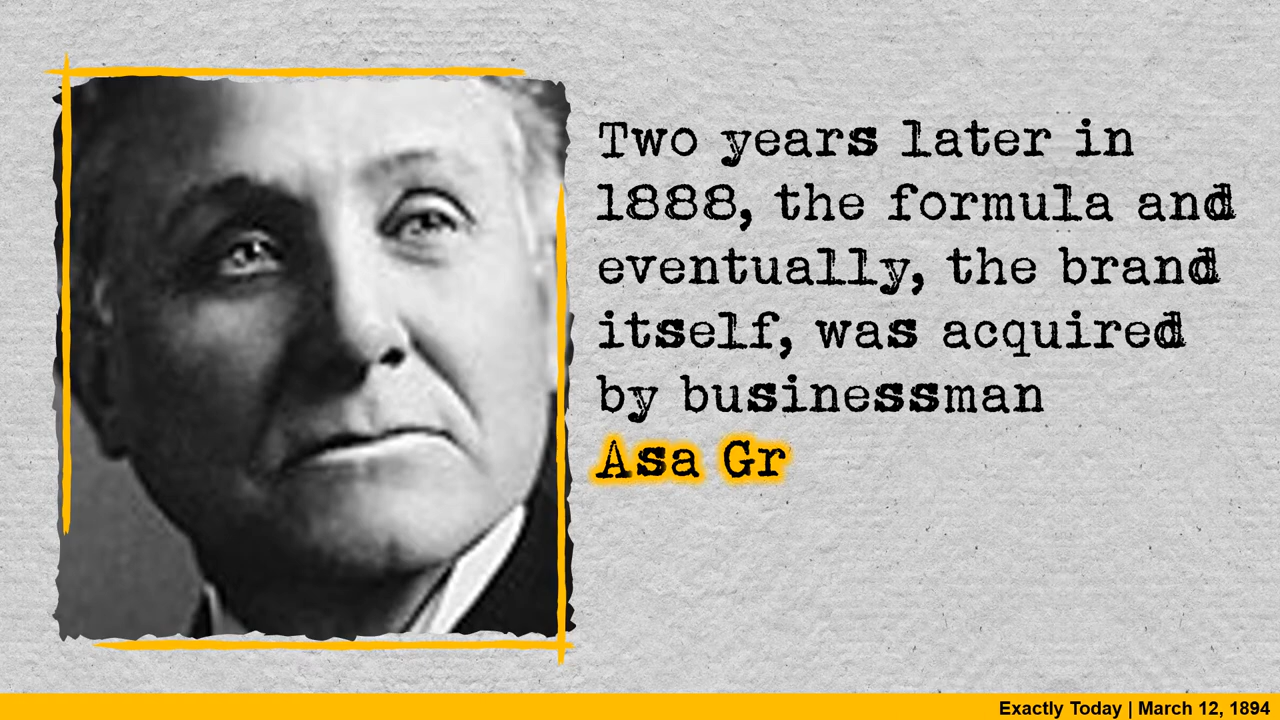 Two years later in
1888, the formula and
eventually, the brand
itself, was acquired
by businessman
Asa Gr
Exactly Today | March 12, 1894